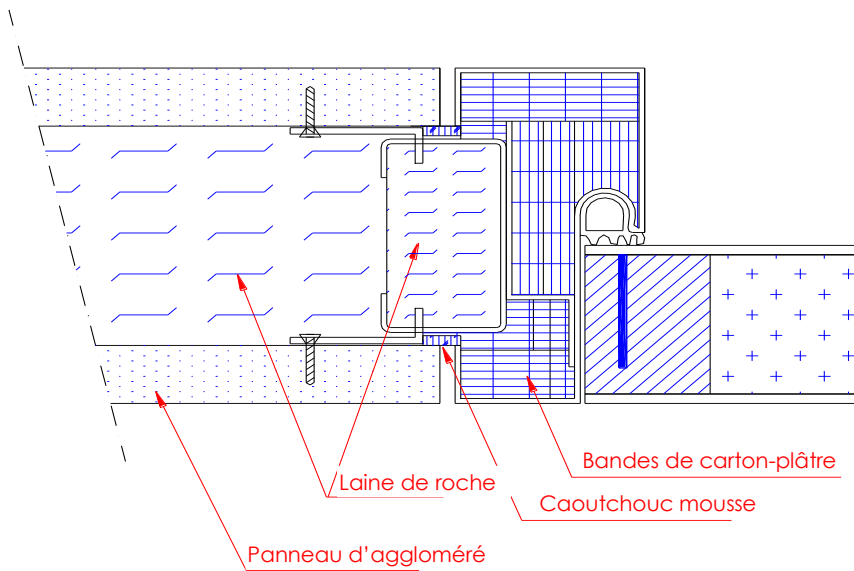 Bandes de carton-plâtre
Laine de roche
Caoutchouc mousse
Panneau d’aggloméré